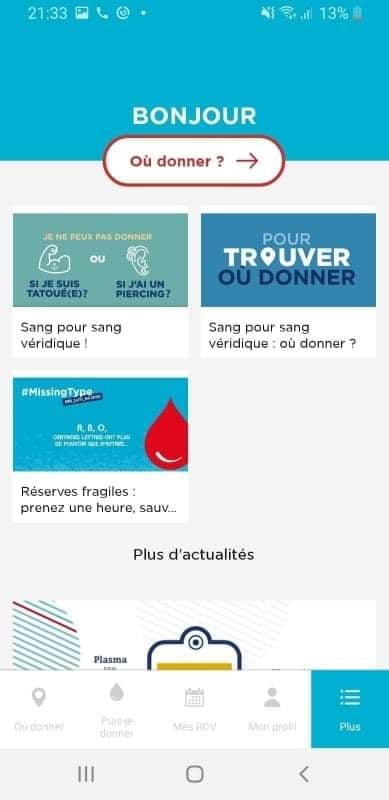 21:33
13%
BONJOUR
Où donner ?
JE NE PEUX PAS DONNER
OU
SI JE SUIS
TATOUÉ(E)?
SI J'AI UN
PIERCING?
POUR
TROUVER
OÙ DONNER
Sang pour sang
véridique !
Sang pour sang
véridique : où donner ?
#MissingType
A, B, O,
CERTAINES LETTRES ONT PLUS
DE POUVOIR QUE D'AUTRES...
Réserves fragiles :
prenez une heure, sauv...
Plus d'actualités
Plasma
Où donner
Puis-je
donner
Mes RDV
Mon profil
Plus